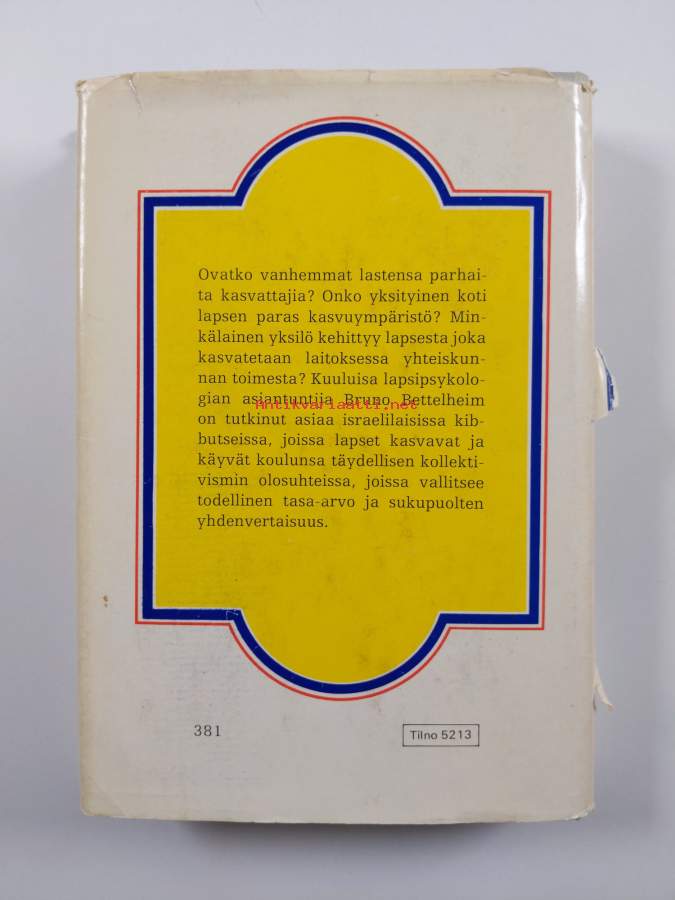 Ovatko vanhemmat lastensa parhai-
ta kasvattajia? Onko yksityinen koti
lapsen paras kasvuympäristö? Min-
kälainen yksilö kehittyy lapsesta joka
kasvatetaan laitoksessa yhteiskun-
nan toimesta? Kuuluisa lapsipsykolo-
gian asiantuntija Bruno Bettelheim
Antikvariaatti.net
on tutkinut asiaa israelilaisissa kib-
butseissa, joissa lapset kasvavat ja
käyvät koulunsa täydellisen kollekti-
vismin olosuhteissa, joissa vallitsee
todellinen tasa-arvo ja sukupuolten
yhdenvertaisuus.
381
Tilno 5213